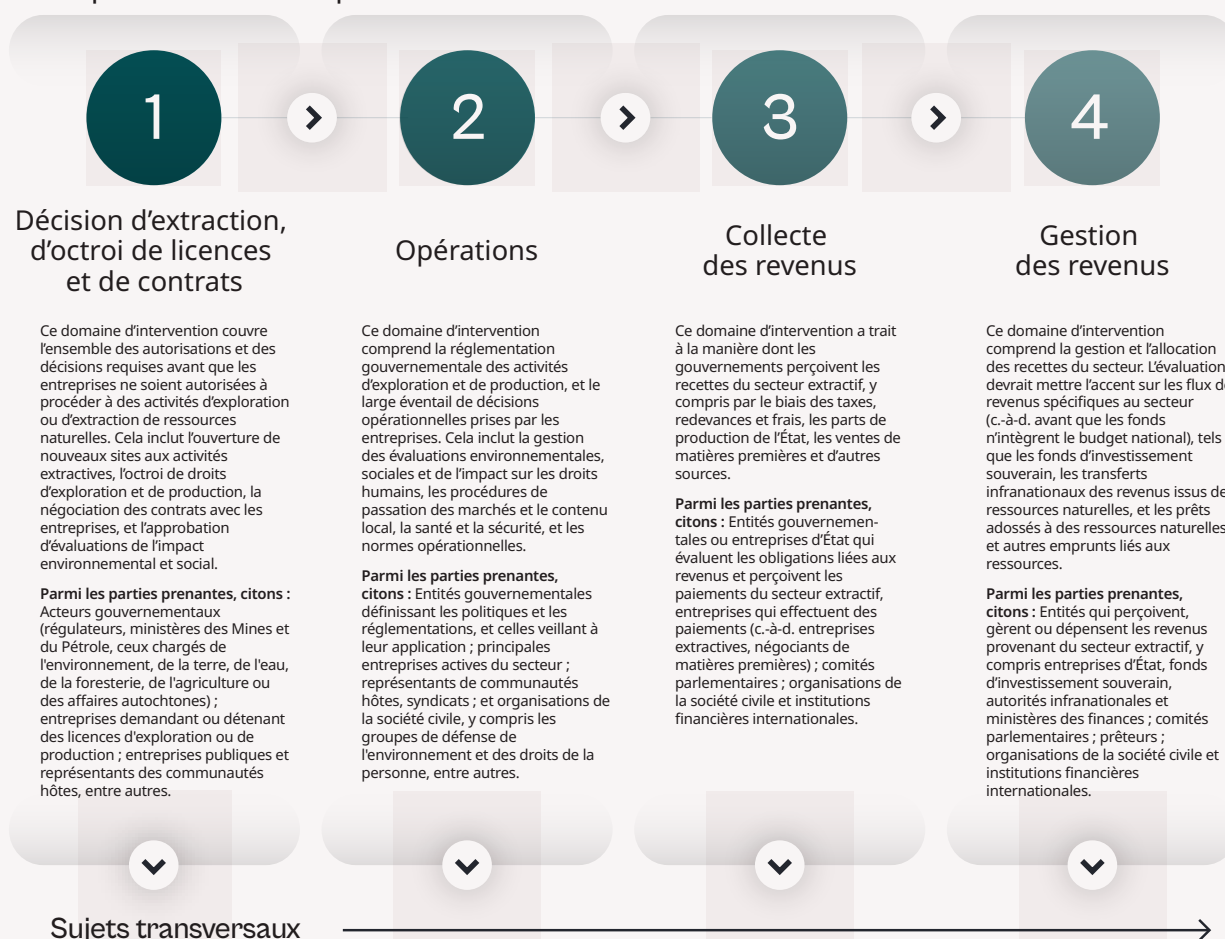 1
2
3
4
Décision d’extraction,
d’octroi de licences
et de contrats
Ce domaine d’intervention couvre
l’ensemble des autorisations et des
décisions requises avant que les
entreprises ne soient autorisées à
procéder à des activités d’exploration
ou d’extraction de ressources
naturelles. Cela inclut l’ouverture de
nouveaux sites aux activités
extractives, l’octroi de droits
d’exploration et de production, la
négociation des contrats avec les
entreprises, et l’approbation
d’évaluations de l’impact
environnemental et social.
Parmi les parties prenantes, citons :
Acteurs gouvernementaux
(régulateurs, ministères des Mines et
du Pétrole, ceux chargés de
l'environnement, de la terre, de l'eau,
de la foresterie, de l'agriculture ou
des affaires autochtones) ;
entreprises demandant ou détenant
des licences d'exploration ou de
production ; entreprises publiques et
représentants des communautés
hôtes, entre autres.
Opérations
Ce domaine d’intervention
comprend la réglementation
gouvernementale des activités
d’exploration et de production, et le
large éventail de décisions
opérationnelles prises par les
entreprises. Cela inclut la gestion
des évaluations environnementales,
sociales et de l’impact sur les droits
humains, les procédures de
passation des marchés et le contenu
local, la santé et la sécurité, et les
normes opérationnelles.
Parmi les parties prenantes,
citons : Entités gouvernementales
définissant les politiques et les
réglementations, et celles veillant à
leur application ; principales
entreprises actives du secteur ;
représentants de communautés
hôtes, syndicats ; et organisations de
la société civile, y compris les
groupes de défense de
l'environnement et des droits de la
personne, entre autres.
Collecte
des revenus
Ce domaine d’intervention a trait
à la manière dont les
gouvernements perçoivent les
recettes du secteur extractif, y
compris par le biais des taxes,
redevances et frais, les parts de
production de l’État, les ventes de
matières premières et d’autres
sources.
Parmi les parties prenantes,
citons : Entités gouvernemen-
tales ou entreprises d’État qui
évaluent les obligations liées aux
revenus et perçoivent les
paiements du secteur extractif,
entreprises qui effectuent des
paiements (c.-à-d. entreprises
extractives, négociants de
matières premières) ; comités
parlementaires ; organisations de
la société civile et institutions
financières internationales.
Gestion
des revenus
Ce domaine d’intervention
comprend la gestion et l’allocation
des recettes du secteur. L’évaluation
devrait mettre l’accent sur les flux de
revenus spécifiques au secteur
(c.-à-d. avant que les fonds
n’intègrent le budget national), tels
que les fonds d’investissement
souverain, les transferts
infranationaux des revenus issus de
ressources naturelles, et les prêts
adossés à des ressources naturelles
et autres emprunts liés aux
ressources.
Parmi les parties prenantes,
citons : Entités qui perçoivent,
gèrent ou dépensent les revenus
provenant du secteur extractif, y
compris entreprises d’État, fonds
d’investissement souverain,
autorités infranationales et
ministères des finances ; comités
parlementaires ; prêteurs ;
organisations de la société civile et
institutions financières
internationales.
Sujets transversaux